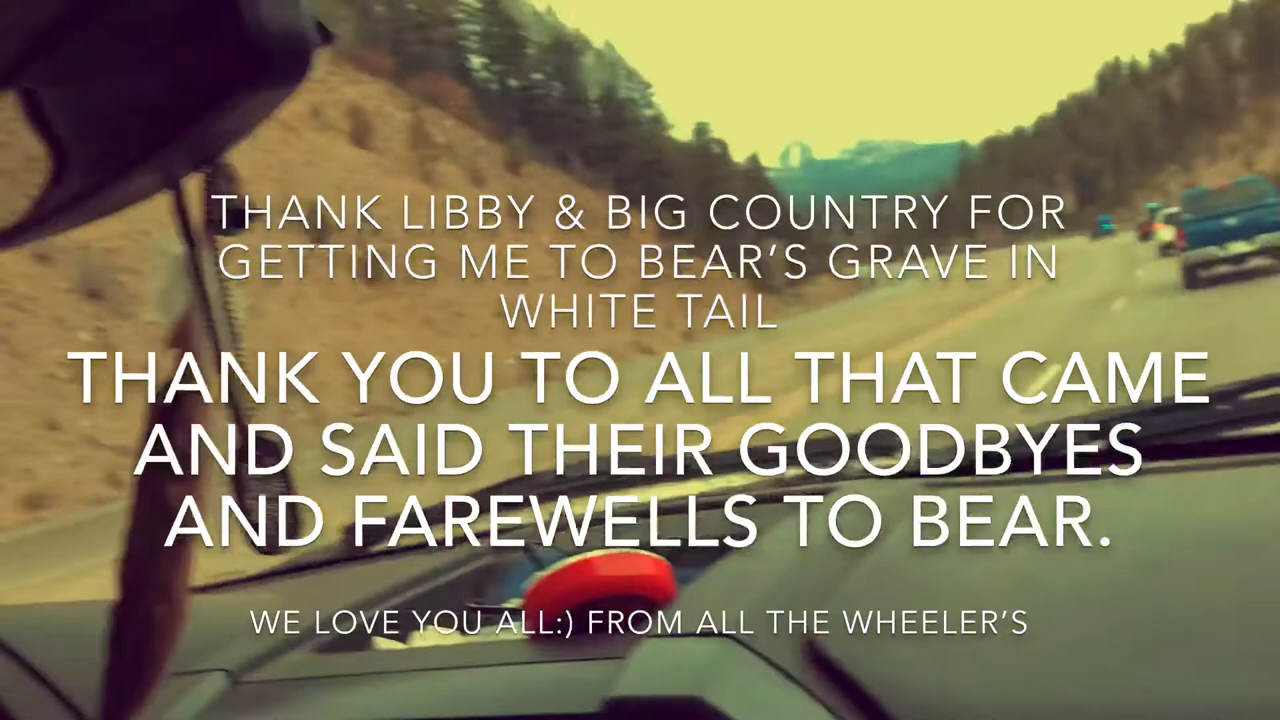 THANK LIBBY & BIG COUNTRY FOR
GETTING ME TO BEAR’S GRAVE IN
WHITE TAIL
THANK YOU TO ALL THAT CAME
AND SAID THEIR GOODBYES
AND FAREWELLS TO BEAR.
WE LOVE YOU ALL:) FROM ALL THE WHEELER’S